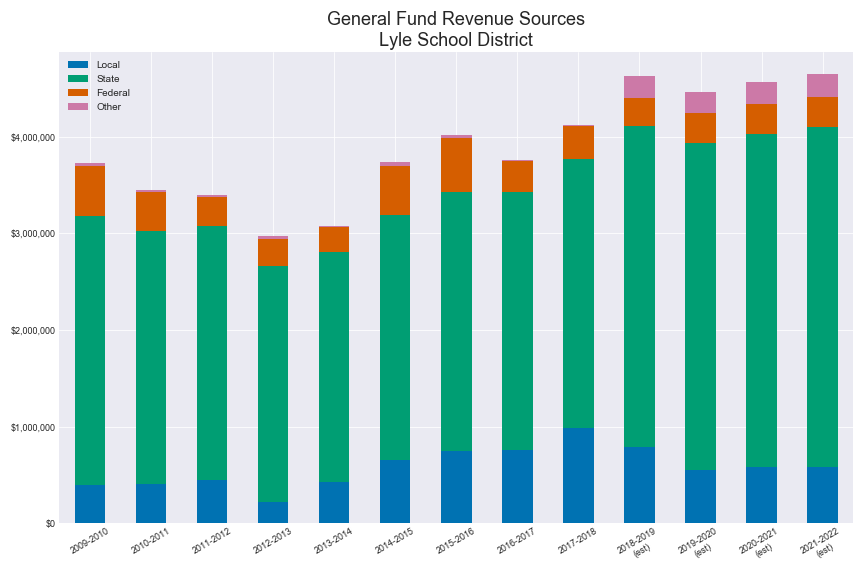 General Fund Revenue Sources
Lyle School District
Local
State
Federal
Other
$4,000,000
$3,000,000
$2,000,000
$1,000,000
$0
2009-2010
2010-2011
2011-2012
2012-2013
2013-2014
2014-2015
2015-2016
2016-2017
2017-2018
2018-2019
(est)
2019-2020
(est)
2020-2021
(est)
2021-2022
(est)